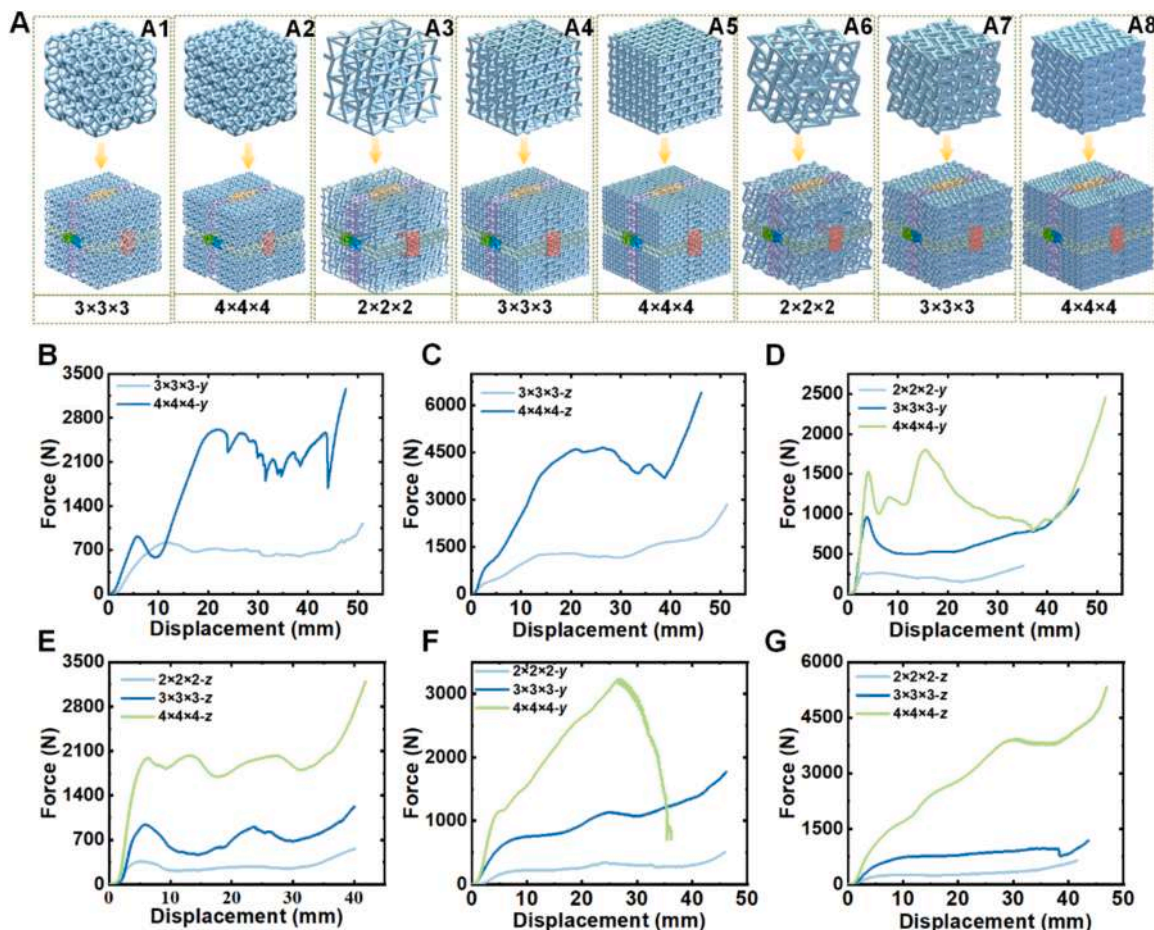 A
A1
A2
A3
A4
A5
A6
A7
A8
3×3×3
4×4×4
2×2×2
3×3×3
4×4×4
2×2×2
3×3×3
4×4×4
B
3500
2800
2100
1400
700
0
Force (N)
3×3×3-y
4×4×4-y
0 10 20 30 40 50
Displacement (mm)
C
6000
4500
3000
1500
0
Force (N)
3×3×3-z
4×4×4-z
0 10 20 30 40 50
Displacement (mm)
D
2500
2000
1500
1000
500
0
Force (N)
2×2×2-y
3×3×3-y
4×4×4-y
0 10 20 30 40 50
Displacement (mm)
E
3500
2800
2100
1400
700
0
Force (N)
2×2×2-z
3×3×3-z
4×4×4-z
0 10 20 30 40
Displacement (mm)
F
3000
2000
1000
0
Force (N)
2×2×2-y
3×3×3-y
4×4×4-y
0 10 20 30 40 50
Displacement (mm)
G
6000
4500
3000
1500
0
Force (N)
2×2×2-z
3×3×3-z
4×4×4-z
0 10 20 30 40 50
Displacement (mm)